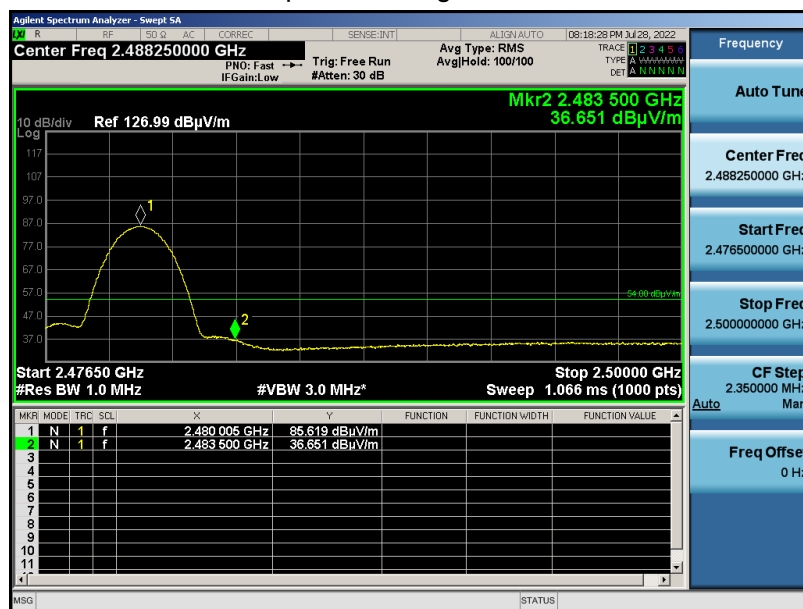 Agilent Spectrum Analyzer - Swept SA
LXI R RF 50 Ω AC CORREC SENSE:INT ALIGNAUTO 08:18:28 PM Jul 28, 2022
Center Freq 2.488250000 GHz
PNO: Fast
IFGain:Low
Trig: Free Run
#Atten: 30 dB
Avg Type: RMS
Avg|Hold: 100/100
TRACE 1 2 3 4 5 6
TYPE A WWWWW
DET A N N N N N
Mkr2 2.483 500 GHz
36.651 dBµV/m
10 dB/div Ref 126.99 dBµV/m
Log
117
107
97.0
1
87.0
77.0
67.0
57.0
54.00 dBµV/m
47.0
2
37.0
Start 2.47650 GHz Stop 2.50000 GHz
#Res BW 1.0 MHz #VBW 3.0 MHz* Sweep 1.066 ms (1000 pts)
MKR MODE TRC SCL X Y FUNCTION FUNCTION WIDTH FUNCTION VALUE
1 N 1 f 2.480 005 GHz 85.619 dBµV/m
2 N 1 f 2.483 500 GHz 36.651 dBµV/m
3
4
5
6
7
8
9
10
11
MSG STATUS
Frequency
Auto Tune
Center Freq
2.488250000 GHz
Start Freq
2.476500000 GHz
Stop Freq
2.500000000 GHz
CF Step
2.350000 MHz
Auto Man
Freq Offset
0 Hz